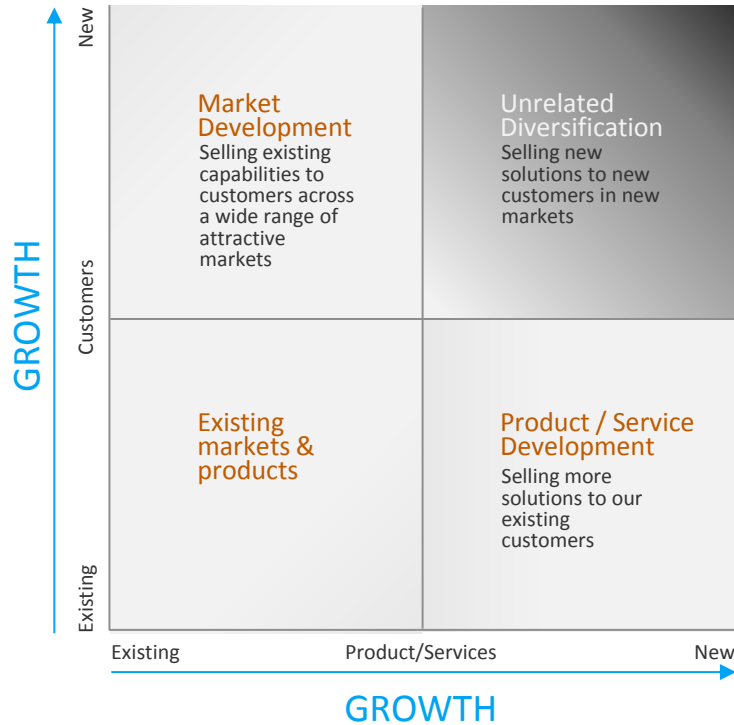 New
Market
Development
Selling existing
capabilities to
customers across
a wide range of
attractive
markets
Unrelated
Diversification
Selling new
solutions to new
customers in new
markets
GROWTH
Customers
Existing
markets &
products
Product / Service
Development
Selling more
solutions to our
existing
customers
Existing
Existing
Product/Services
New
GROWTH